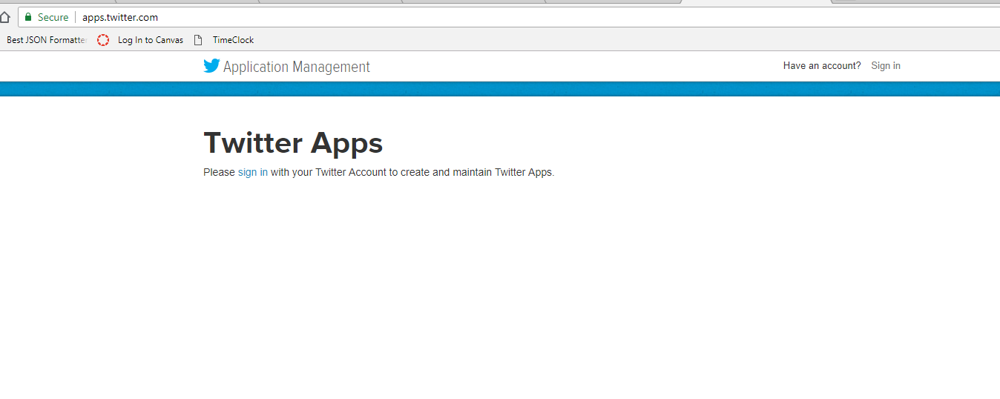 Secure apps.twitter.com
Best JSON Formatte Log In to Canvas TimeClock
Application Management Have an account? Sign in
Twitter Apps
Please sign in with your Twitter Account to create and maintain Twitter Apps.